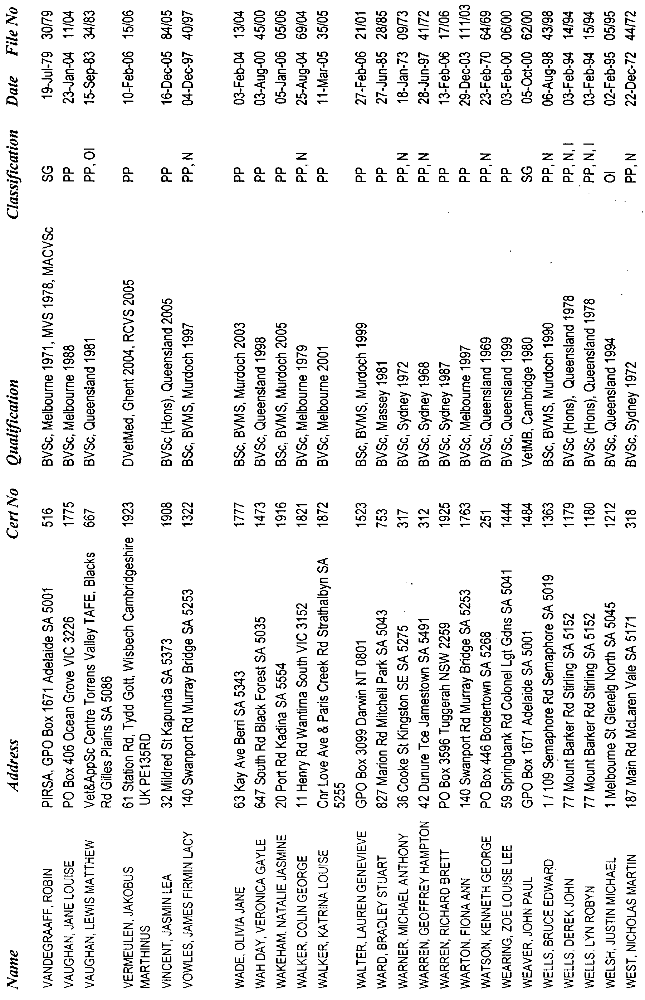 Name Address Cert No Qualification Classification Date File No
VANDEGRAAFF, ROBIN PIRSA, GPO Box 1671 Adelaide SA 5001 516 BVSc, Melbourne 1971, MVS 1978, MACVSc SG 19-Jul-79 30/79
VAUGHAN, JANE LOUISE PO Box 406 Ocean Grove VIC 3226 1775 BVSc, Melbourne 1988 PP 23-Jan-04 11/04
VAUGHAN, LEWIS MATTHEW Vet&AppSc Centre Torrens Valley TAFE, Blacks 667 BVSc, Queensland 1981 PP, OI 15-Sep-83 34/83
Rd Gilles Plains SA 5086
VERMEULEN, JAKOBUS 61 Station Rd, Tydd Gott, Wisbech Cambridgeshire 1923 DVetMed, Ghent 2004, RCVS 2005 PP 10-Feb-06 15/06
MARTHINUS UK PE135RD
VINCENT, JASMIN LEA 32 Mildred St Kapunda SA 5373 1908 BVSc (Hons), Queensland 2005 PP 16-Dec-05 84/05
VOWLES, JAMES FIRMIN LACY 140 Swanport Rd Murray Bridge SA 5253 1322 BSc, BVMS, Murdoch 1997 PP, N 04-Dec-97 40/97
WADE, OLIVIA JANE 63 Kay Ave Berri SA 5343 1777 BSc, BVMS, Murdoch 2003 PP 03-Feb-04 13/04
WAH DAY, VERONICA GAYLE 647 South Rd Black Forest SA 5035 1473 BVSc, Queensland 1998 PP 03-Aug-00 45/00
WAKEHAM, NATALIE JASMINE 20 Port Rd Kadina SA 5554 1916 BSc, BVMS, Murdoch 2005 PP 05-Jan-06 05/06
WALKER, COLIN GEORGE 11 Henry Rd Wantirna South VIC 3152 1821 BVSc, Melbourne 1979 PP, N 25-Aug-04 69/04
WALKER, KATRINA LOUISE Cnr Love Ave & Paris Creek Rd Strathalbyn SA 1872 BVSc, Melbourne 2001 PP 11-Mar-05 35/05
5255
WALTER, LAUREN GENEVIEVE GPO Box 3099 Darwin NT 0801 1523 BSc, BVMS, Murdoch 1999 PP 27-Feb-06 21/01
WARD, BRADLEY STUART 827 Marion Rd Mitchell Park SA 5043 753 BVSc, Massey 1981 PP 27-Jun-85 28/85
WARNER, MICHAEL ANTHONY 36 Cooke St Kingston SE SA 5275 317 BVSc, Sydney 1972 PP, N 18-Jan-73 09/73
WARREN, GEOFFREY HAMPTON 42 Dunure Tce Jamestown SA 5491 312 BVSc, Sydney 1968 PP, N 28-Jun-97 41/72
WARREN, RICHARD BRETT PO Box 3596 Tuggerah NSW 2259 1925 BVSc, Sydney 1987 PP 13-Feb-06 17/06
WARTON, FIONA ANN 140 Swanport Rd Murray Bridge SA 5253 1763 BVSc, Melbourne 1997 PP 29-Dec-03 111/03
WATSON, KENNETH GEORGE PO Box 446 Bordertown SA 5268 251 BVSc, Queensland 1969 PP, N 23-Feb-70 64/69
WEARING, ZOE LOUISE LEE 59 Springbank Rd Colonel Lgt Gdns SA 5041 1444 BVSc, Queensland 1999 PP 03-Feb-00 06/00
WEAVER, JOHN PAUL GPO Box 1671 Adelaide SA 5001 1484 VetMB, Cambridge 1980 SG 05-Oct-00 62/00
WELLS, BRUCE EDWARD 1 / 109 Semaphore Rd Semaphore SA 5019 1363 BSc, BVMS, Murdoch 1990 PP, N 06-Aug-98 43/98
WELLS, DEREK JOHN 77 Mount Barker Rd Stirling SA 5152 1179 BVSc (Hons), Queensland 1978 PP, N, I 03-Feb-94 14/94
WELLS, LYN ROBYN 77 Mount Barker Rd Stirling SA 5152 1180 BVSc (Hons), Queensland 1978 PP, N, I 03-Feb-94 15/94
WELSH, JUSTIN MICHAEL 1 Melbourne St Glenelg North SA 5045 1212 BVSc, Queensland 1994 OI 02-Feb-95 05/95
WEST, NICHOLAS MARTIN 187 Main Rd McLaren Vale SA 5171 318 BVSc, Sydney 1972 PP, N 22-Dec-72 44/72